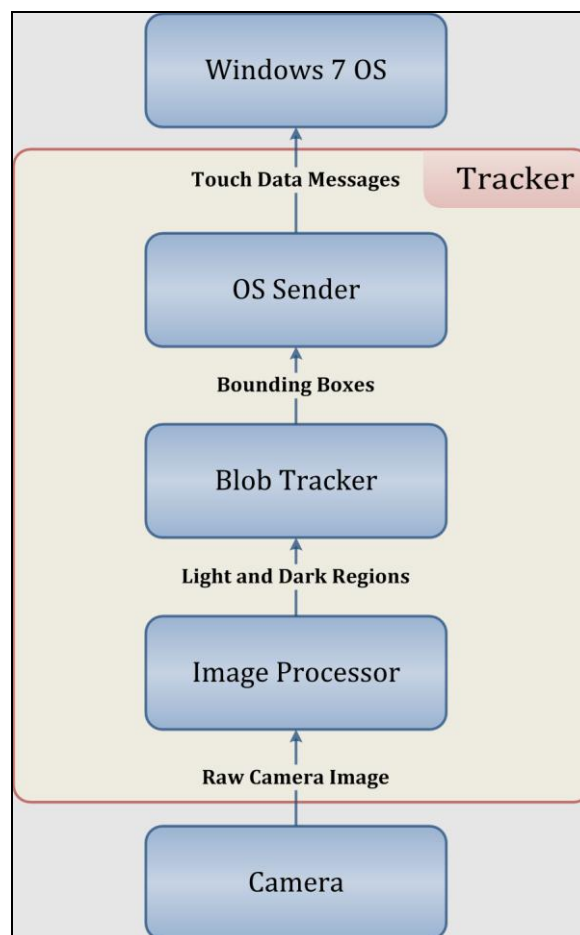 Windows 7 OS
Touch Data Messages
Tracker
OS Sender
Bounding Boxes
Blob Tracker
Light and Dark Regions
Image Processor
Raw Camera Image
Camera